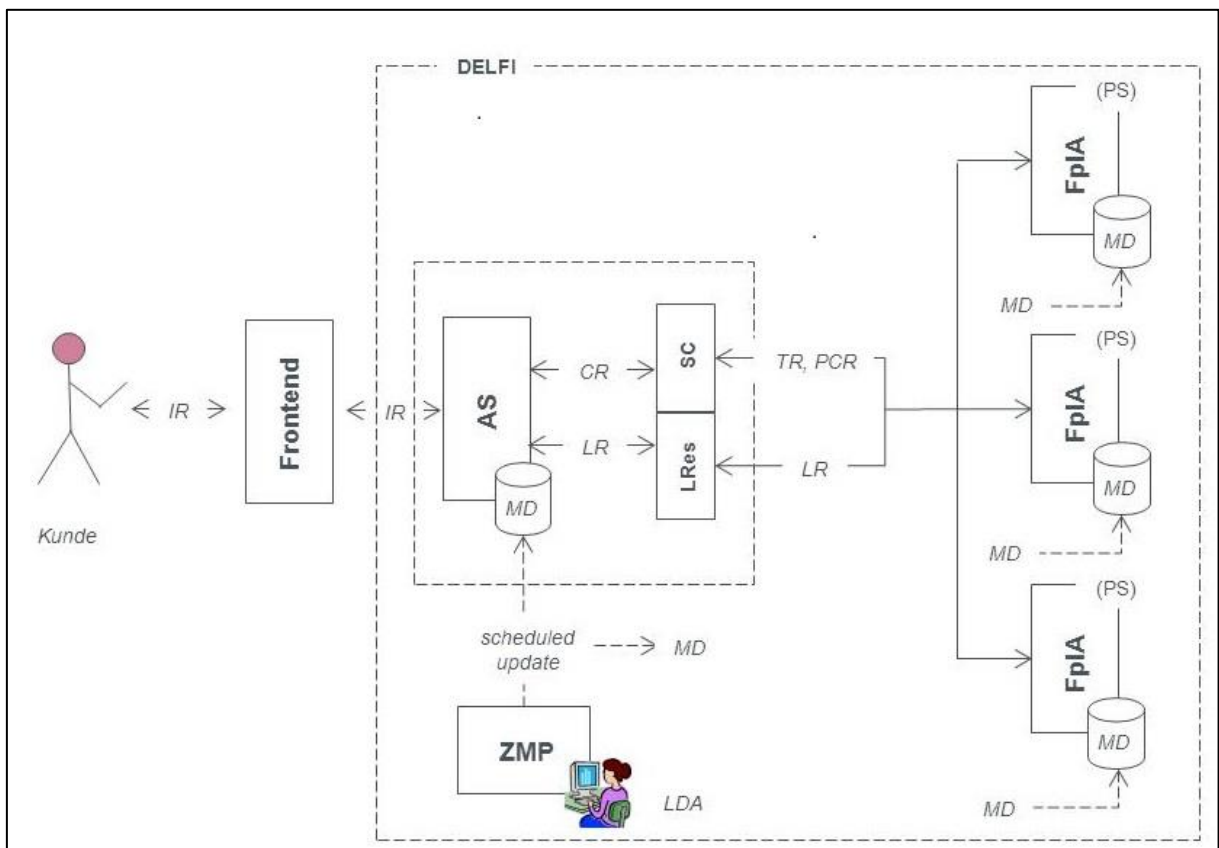 DELFI
(PS)
FpIA
MD
MD
Kunde
IR
Frontend
IR
AS
MD
CR
LR
SC
LRes
TR, PCR
LR
(PS)
FpIA
MD
MD
scheduled
update
MD
ZMP
LDA
(PS)
FpIA
MD
MD